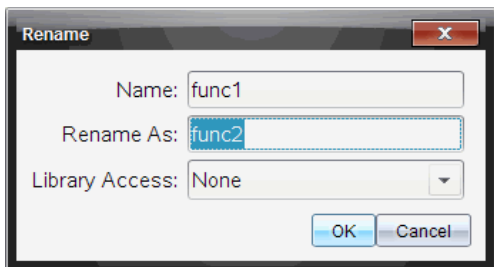 Rename
Name: func1
Rename As: func2
Library Access: None
OK Cancel